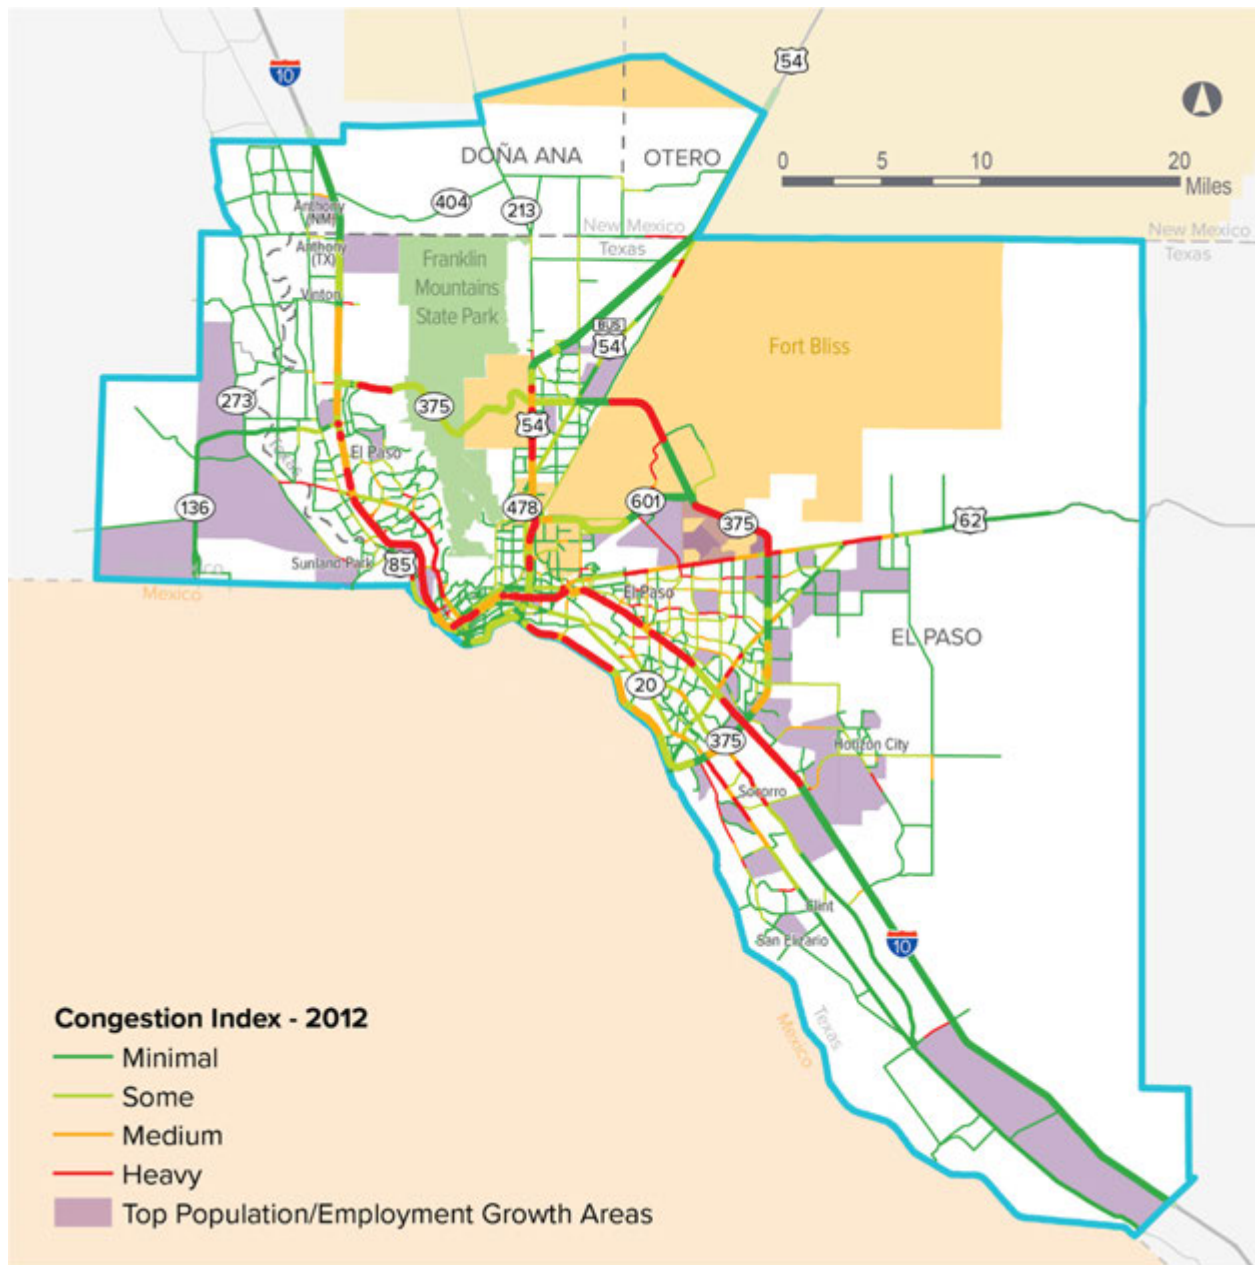 10
54
DOÑA ANA
OTERO
0 5 10 20
Miles
404
213
Anthony
(NM)
New Mexico
Texas
New Mexico
Texas
Anthony
(TX)
Franklin
Mountains
State Park
Vinton
BUS
54
Fort Bliss
273
375
54
Texas
El Paso
136
478
601
375
62
Sunland Park
85
Mexico
El Paso
EL PASO
20
375
Horizon City
Socorro
Clint
San Elizario
10
Texas
Mexico
Congestion Index - 2012
Minimal
Some
Medium
Heavy
Top Population/Employment Growth Areas